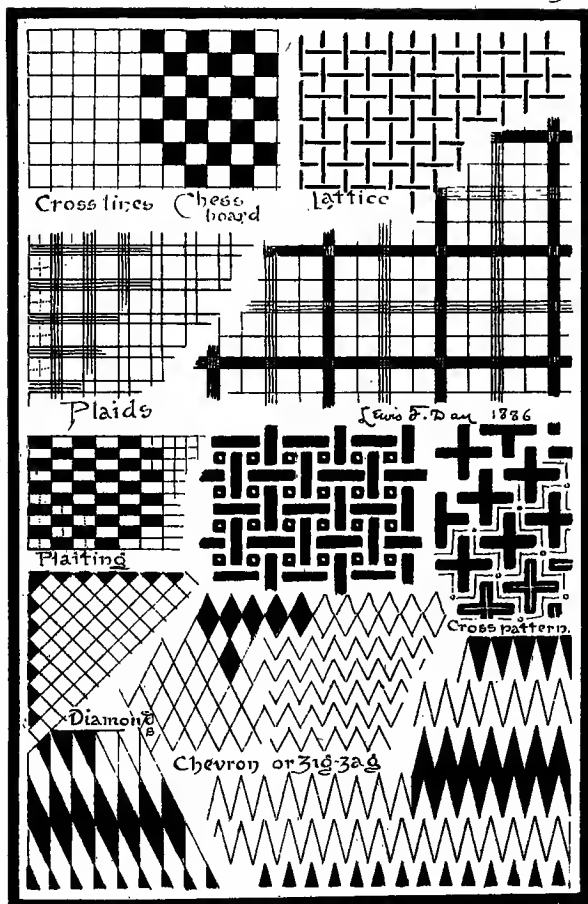 Cross lines
Chess
board
Lattice
Plaids
Lewis F. Day 1886
Plaiting
Cross pattern.
Diamonds
Chevron or Zig-zag